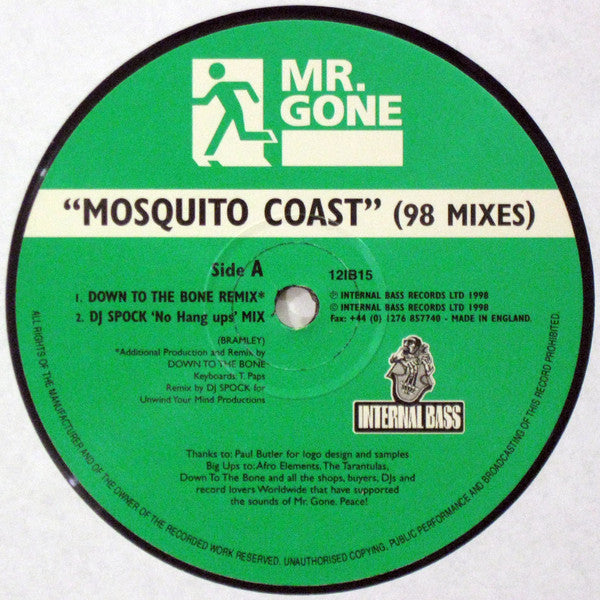 MR.
GONE
“MOSQUITO COAST” (98 MIXES)
Side A
1. DOWN TO THE BONE REMIX*
2. DJ SPOCK ‘No Hang ups’ MIX
(BRAMLEY)
*Additional Production and Remix by
DOWN TO THE BONE
Keyboards T. Paps
Remix by DJ SPOCK for
Unwind Your Mind Productions
12IB15
℗ INTERNAL BASS RECORDS LTD 1998
© INTERNAL BASS RECORDS LTD 1998
Fax: +44 (0) 1276 857740 - MADE IN ENGLAND.
INTERNAL BASS
Thanks to: Paul Butler for logo design and samples
Big Ups to: Afro Elements, The Tarantulas,
Down To The Bone and all the shops, buyers, DJs and
record lovers Worldwide that have supported
the sounds of Mr. Gone. Peace!
ALL RIGHTS OF THE MANUFACTURER AND OF THE OWNER OF THE RECORDED WORK RESERVED. UNAUTHORISED COPYING, PUBLIC PERFORMANCE AND BROADCASTING OF THIS RECORD PROHIBITED.